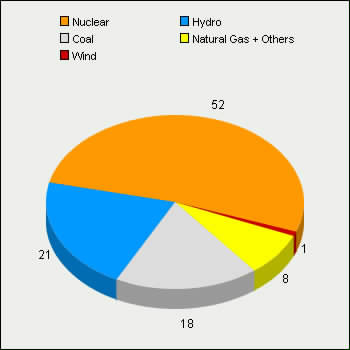 Nuclear Hydro
Coal Natural Gas + Others
Wind
52
1
21
8
18